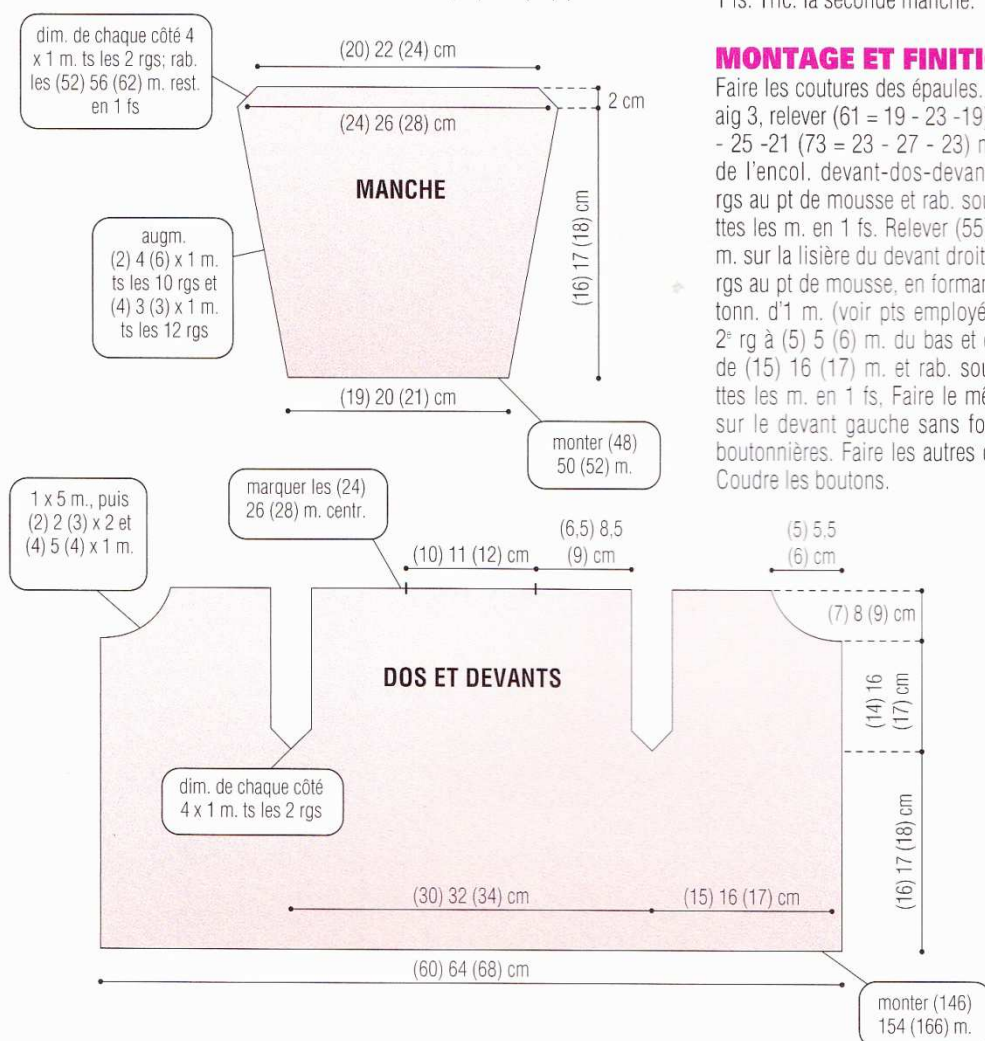 1 fs. Tric. la seconde manche.
MONTAGE ET FINITI
Faire les coutures des épaules.
aig 3, relever (61 = 19 - 23 -19)
- 25 -21 (73 = 23 - 27 - 23) m
de l'encol. devant-dos-devan
rgs au pt de mousse et rab. sou
ttes les m. en 1 fs. Relever (55)
m. sur la lisière du devant droit
rgs au pt de mousse, en forman
tonn. d'1 m. (voir pts employé
2e rg à (5) 5 (6) m. du bas et
de (15) 16 (17) m. et rab. sou
ttes les m. en 1 fs, Faire le mê
sur le devant gauche sans fo
boutonnières. Faire les autres
Coudre les boutons.
dim. de chaque côté 4
x 1 m. ts les 2 rgs; rab.
les (52) 56 (62) m. rest.
en 1 fs
(20) 22 (24) cm
2 cm
(24) 26 (28) cm
MANCHE
(16) 17 (18) cm
augm.
(2) 4 (6) x 1 m.
ts les 10 rgs et
(4) 3 (3) x 1 m.
ts les 12 rgs
(19) 20 (21) cm
monter (48)
50 (52) m.
1 x 5 m., puis
(2) 2 (3) x 2 et
(4) 5 (4) x 1 m.
marquer les (24)
26 (28) m. centr.
(10) 11 (12) cm
(6,5) 8,5
(9) cm
(5) 5,5
(6) cm
(7) 8 (9) cm
DOS ET DEVANTS
(14) 16
(17) cm
dim. de chaque côté
4 x 1 m. ts les 2 rgs
(16) 17 (18) cm
(30) 32 (34) cm
(15) 16 (17) cm
(60) 64 (68) cm
monter (146)
154 (166) m.